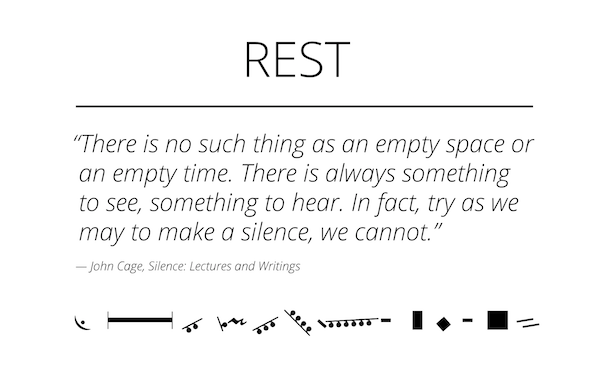 REST
“There is no such thing as an empty space or
an empty time. There is always something
to see, something to hear. In fact, try as we
may to make a silence, we cannot.”
— John Cage, Silence: Lectures and Writings